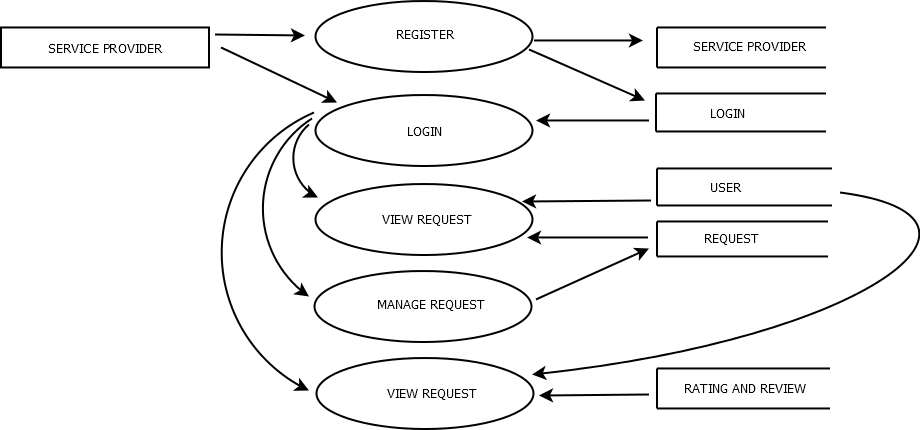 REGISTER
SERVICE PROVIDER
SERVICE PROVIDER
LOGIN
LOGIN
USER
VIEW REQUEST
REQUEST
MANAGE REQUEST
VIEW REQUEST
RATING AND REVIEW